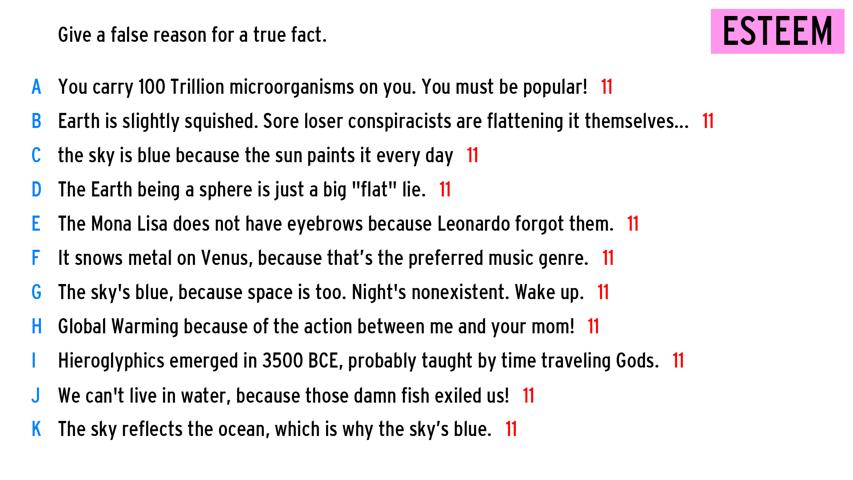 Give a false reason for a true fact.
ESTEEM
A You carry 100 Trillion microorganisms on you. You must be popular! 11
B Earth is slightly squished. Sore loser conspiracists are flattening it themselves... 11
C the sky is blue because the sun paints it every day 11
D The Earth being a sphere is just a big "flat" lie. 11
E The Mona Lisa does not have eyebrows because Leonardo forgot them. 11
F It snows metal on Venus, because that’s the preferred music genre. 11
G The sky's blue, because space is too. Night's nonexistent. Wake up. 11
H Global Warming because of the action between me and your mom! 11
I Hieroglyphics emerged in 3500 BCE, probably taught by time traveling Gods. 11
J We can't live in water, because those damn fish exiled us! 11
K The sky reflects the ocean, which is why the sky’s blue. 11